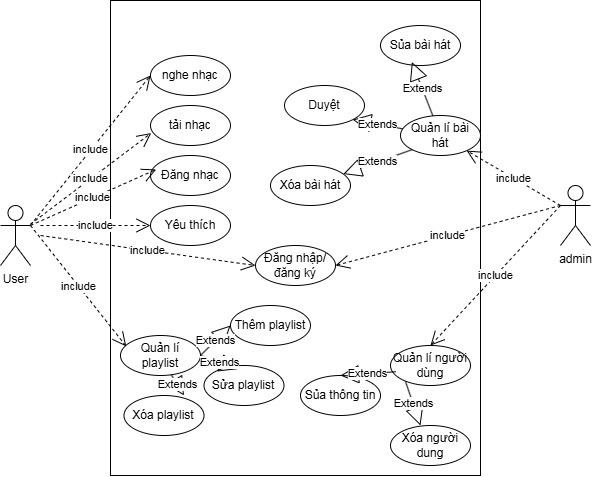 Sủa bài hát
Extends
nghe nhạc
Duyệt
Extends
Quản lí bài
hát
tải nhạc
include
Extends
include
Đăng nhạc
Xóa bài hát
include
include
Yêu thích
include
include
include
User
Đăng nhập/
đăng ký
admin
include
include
Thêm playlist
Extends
Quản lí
playlist
Extends
Quản lí người
dùng
Extends
Extends
Sửa playlist
Sủa thông tin
Extends
Xóa playlist
Xóa người
dung